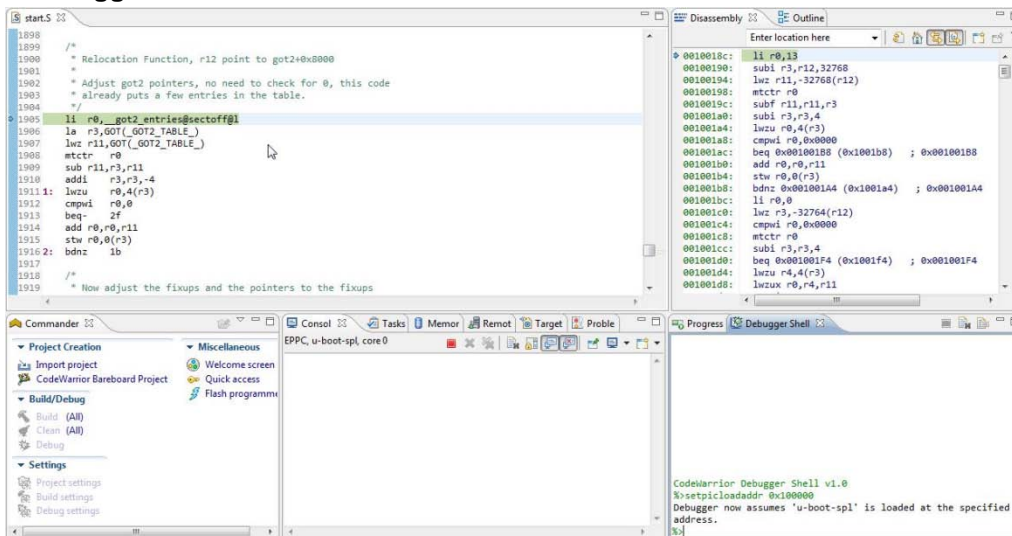 start.S
1898
1899 /*
1900 * Relocation Function, r12 point to got2+0x8000
1901 *
1902 * Adjust got2 pointers, no need to check for 0, this code
1903 * already puts a few entries in the table.
1904 */
1905 li r0,__got2_entries@sectoff@l
1906 la r3,GOT(_GOT2_TABLE_)
1907 lwz r11,GOT(_GOT2_TABLE_)
1908 mtctr r0
1909 sub r11,r3,r11
1910 addi r3,r3,-4
1911 1: lwzu r0,4(r3)
1912 cmpwi r0,0
1913 beq- 2f
1914 add r0,r0,r11
1915 stw r0,0(r3)
1916 2: bdnz 1b
1917
1918 /*
1919 * Now adjust the fixups and the pointers to the fixups
Disassembly Outline
Enter location here
0010018c: li r0,13
00100190: subi r3,r12,32768
00100194: lwz r11,-32768(r12)
00100198: mtctr r0
0010019c: subf r11,r11,r3
001001a0: subi r3,r3,4
001001a4: lwzu r0,4(r3)
001001a8: cmpwi r0,0x0000
001001ac: beq 0x001001B8 (0x1001b8) ; 0x001001B8
001001b0: add r0,r0,r11
001001b4: stw r0,0(r3)
001001b8: bdnz 0x001001A4 (0x1001a4) ; 0x001001A4
001001bc: li r0,0
001001c0: lwz r3,-32764(r12)
001001c4: cmpwi r0,0x0000
001001c8: mtctr r0
001001cc: subi r3,r3,4
001001d0: beq 0x001001F4 (0x1001f4) ; 0x001001F4
001001d4: lwzu r4,4(r3)
001001d8: lwzux r0,r4,r11
Commander
Project Creation
Import project
CodeWarrior Bareboard Project
Build/Debug
Build (All)
Clean (All)
Debug
Settings
Project settings
Build settings
Debug settings
Miscellaneous
Welcome screen
Quick access
Flash programme
Consol Tasks Memor Remot Target Proble
EPPC, u-boot-spl, core 0
Progress Debugger Shell
CodeWarrior Debugger Shell v1.0
%>setpicloadaddr 0x100000
Debugger now assumes 'u-boot-spl' is loaded at the specified
address.
%>